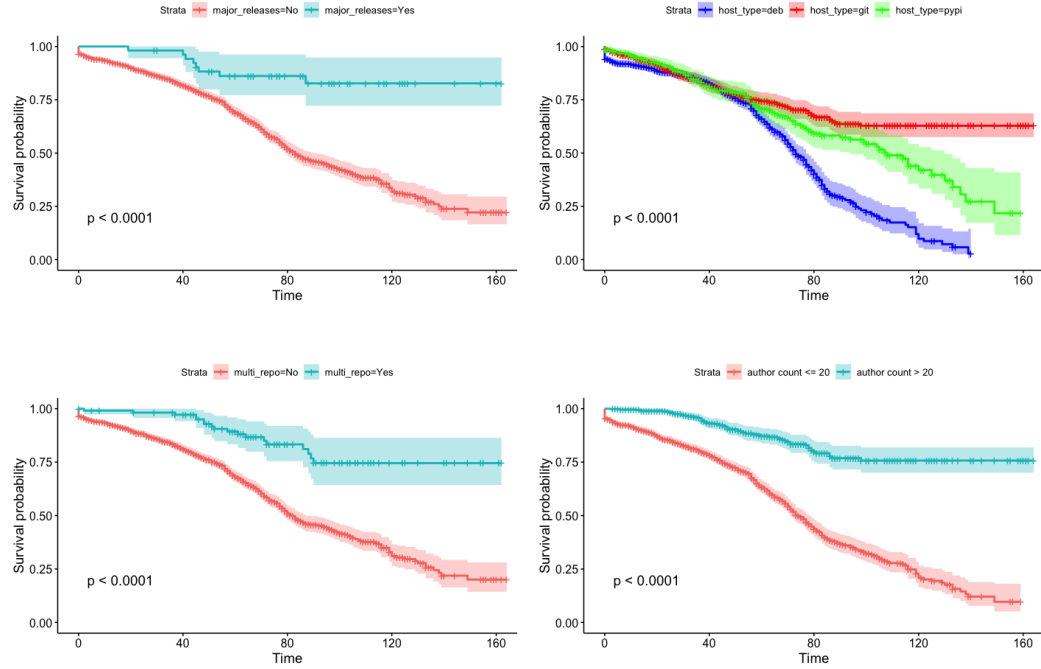 Strata major_releases=No major_releases=Yes
1.00
0.75
0.50
0.25
0.00
Survival probability
p < 0.0001
0 40 80 120 160
Time
Strata host_type=deb host_type=git host_type=pypi
1.00
0.75
0.50
0.25
0.00
Survival probability
p < 0.0001
0 40 80 120 160
Time
Strata multi_repo=No multi_repo=Yes
1.00
0.75
0.50
0.25
0.00
Survival probability
p < 0.0001
0 40 80 120 160
Time
Strata author count <= 20 author count > 20
1.00
0.75
0.50
0.25
0.00
Survival probability
p < 0.0001
0 40 80 120 160
Time